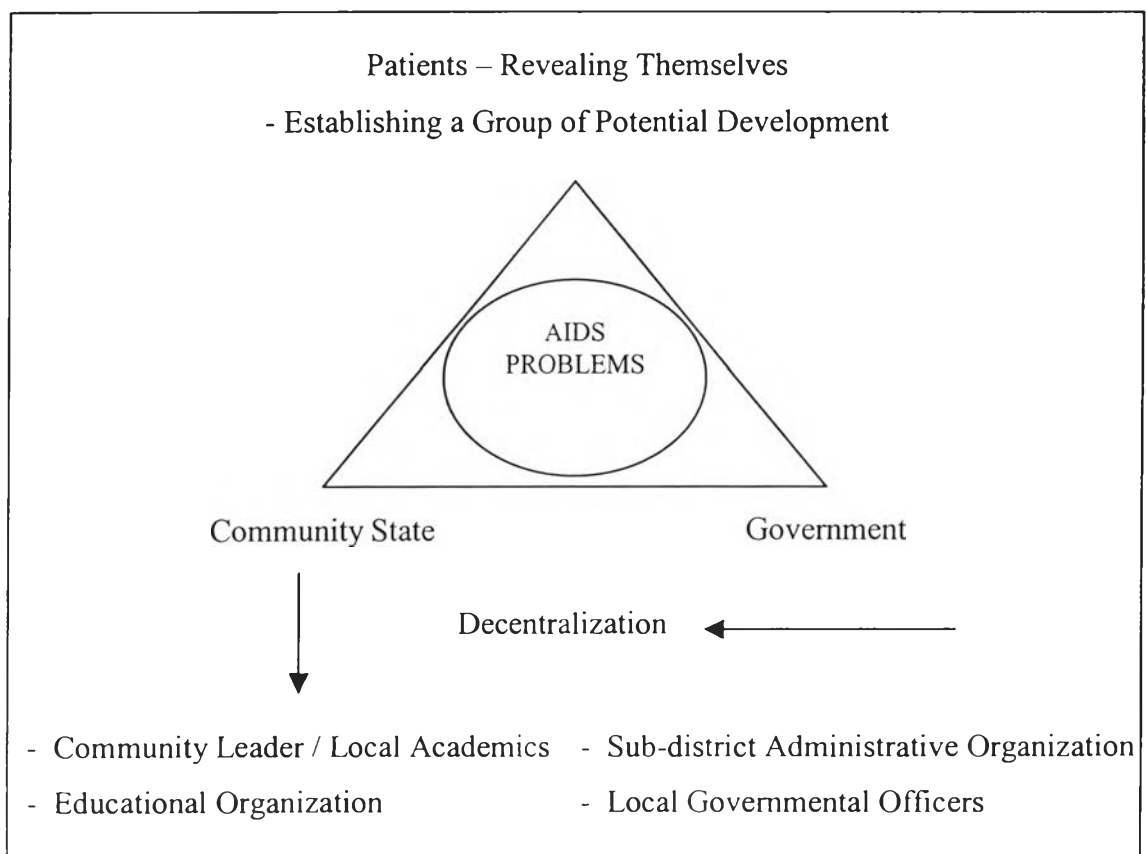 Patients – Revealing Themselves
- Establishing a Group of Potential Development
AIDS
PROBLEMS
Community State
Government
Decentralization
- Community Leader / Local Academics
- Educational Organization
- Sub-district Administrative Organization
- Local Governmental Officers